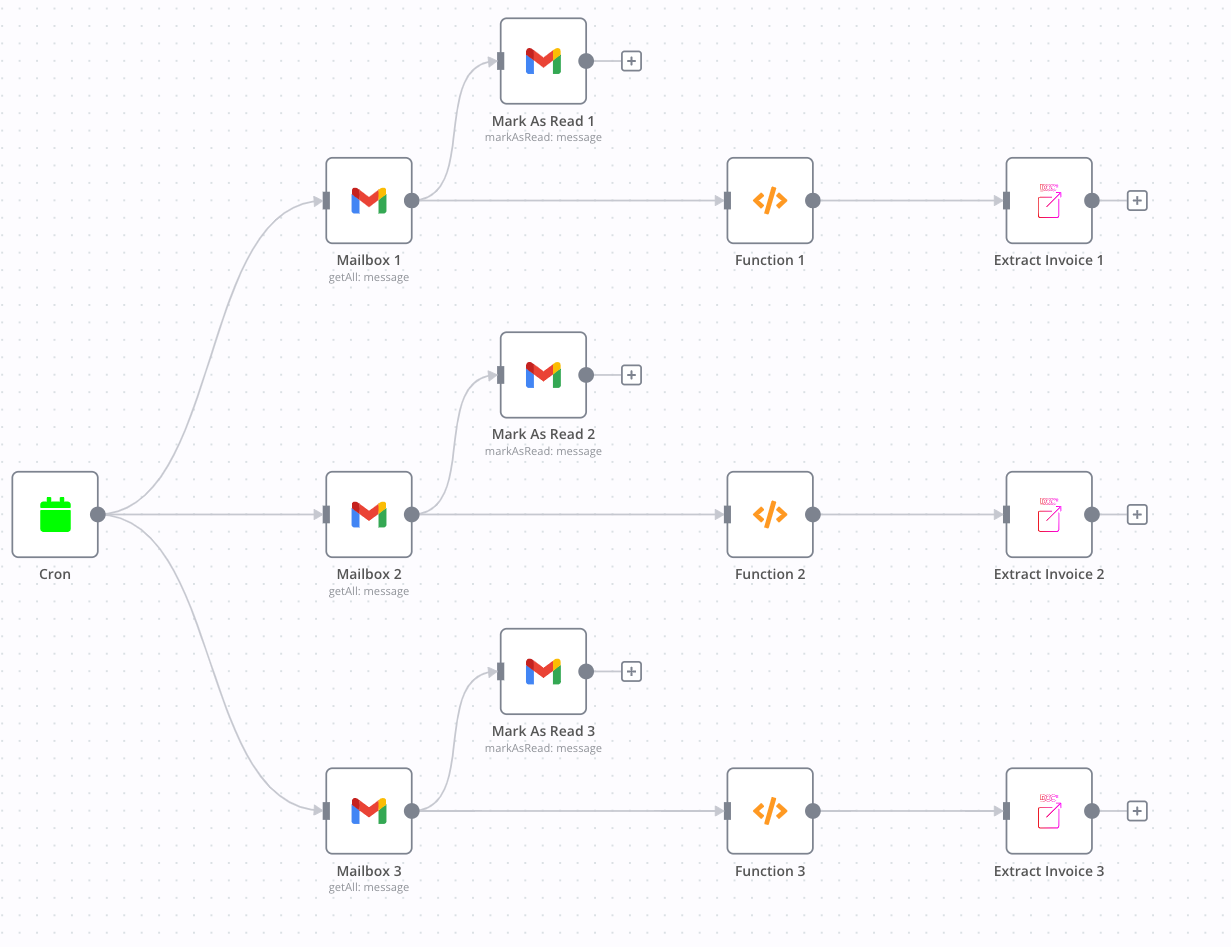 Mark As Read 1
markAsRead: message
Mailbox 1
getAll: message
Function 1
Extract Invoice 1
Mark As Read 2
markAsRead: message
Cron
Mailbox 2
getAll: message
Function 2
Extract Invoice 2
Mark As Read 3
markAsRead: message
Mailbox 3
getAll: message
Function 3
Extract Invoice 3